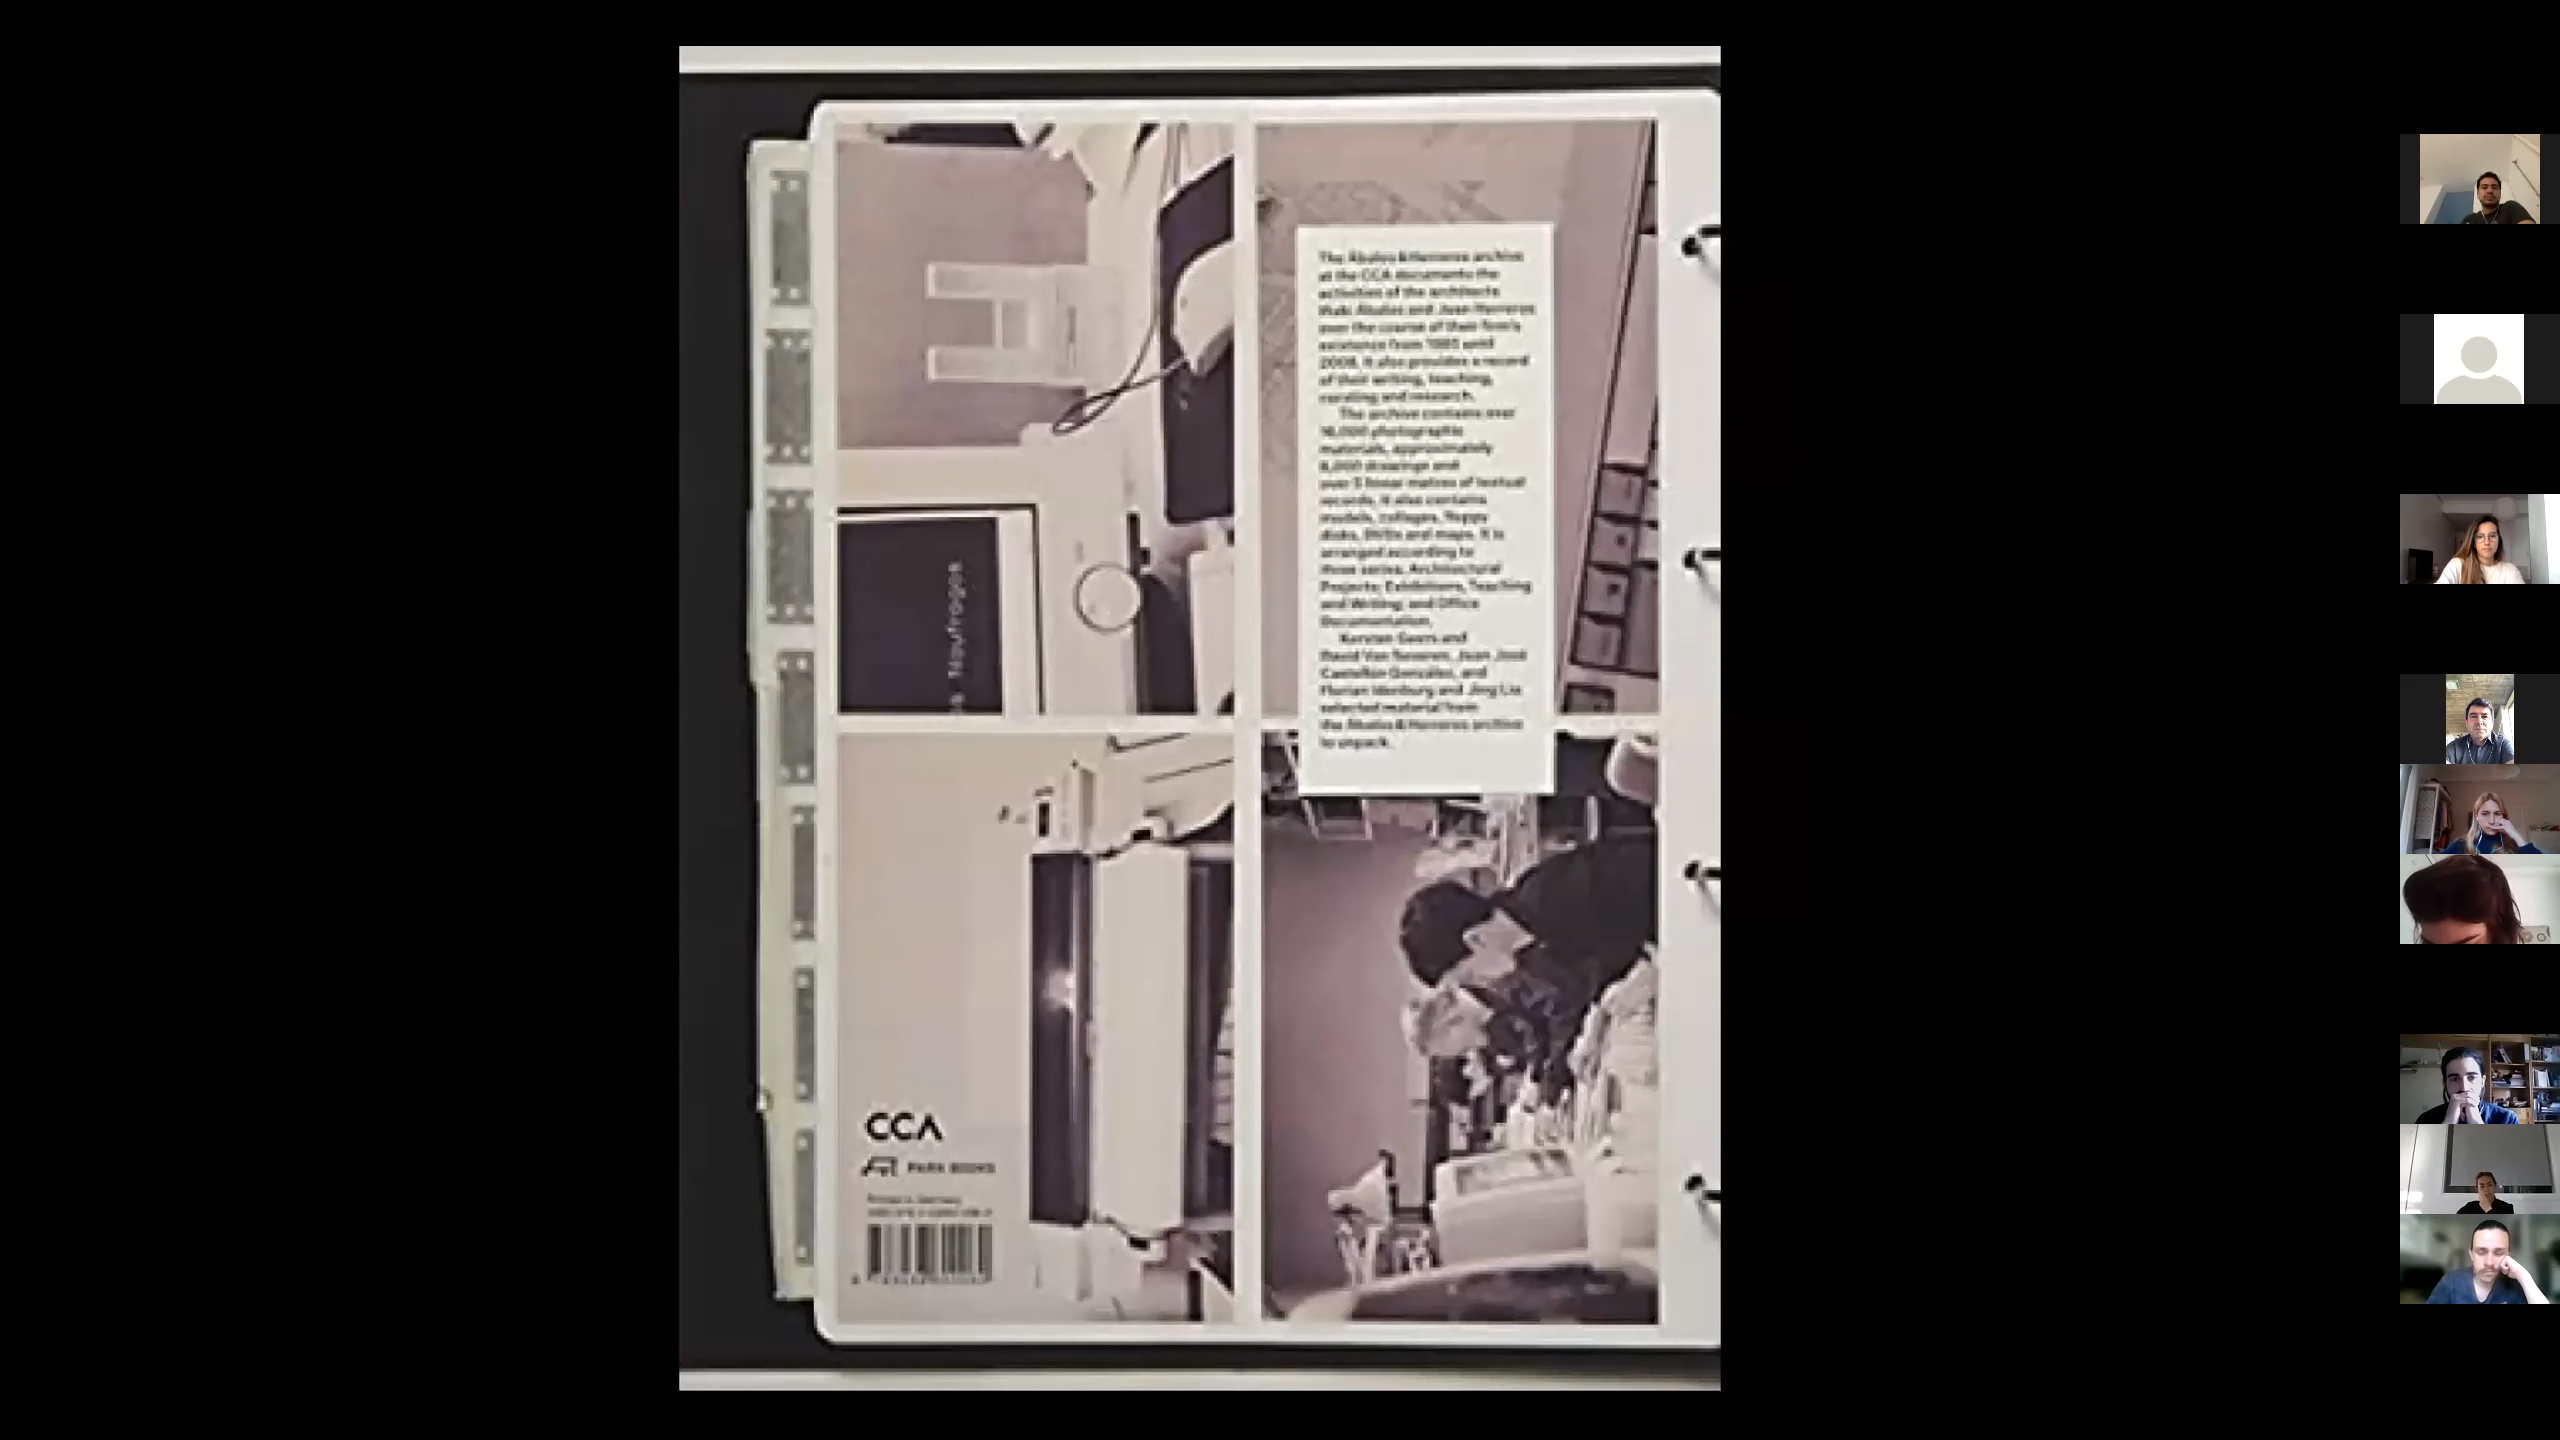 The Ábalos&Herreros archive
at the CCA documents the
activities of the architects
Iñaki Ábalos and Juan Herreros
over the course of their firm's
existence from 1985 until
2008. It also provides a record
of their writing, teaching,
curating and research.
The archive contains over
photographic
materials, approximately
8,000 drawings and
over 5 linear metres of textual
records. It also contains
models, collages, floppy
disks, DVDs and maps. It is
arranged according to
three series: Architectural
Projects; Exhibitions, Teaching
and Writing; and Office
Documentation.
Kersten Geers and
David Van Severen, Juan José
Castellón González, and
Florian Idenburg and Jing Liu
selected material from
the Ábalos&Herreros archive
to unpack.
Naufragos
CCA
PARK BOOKS
Printed in Germany